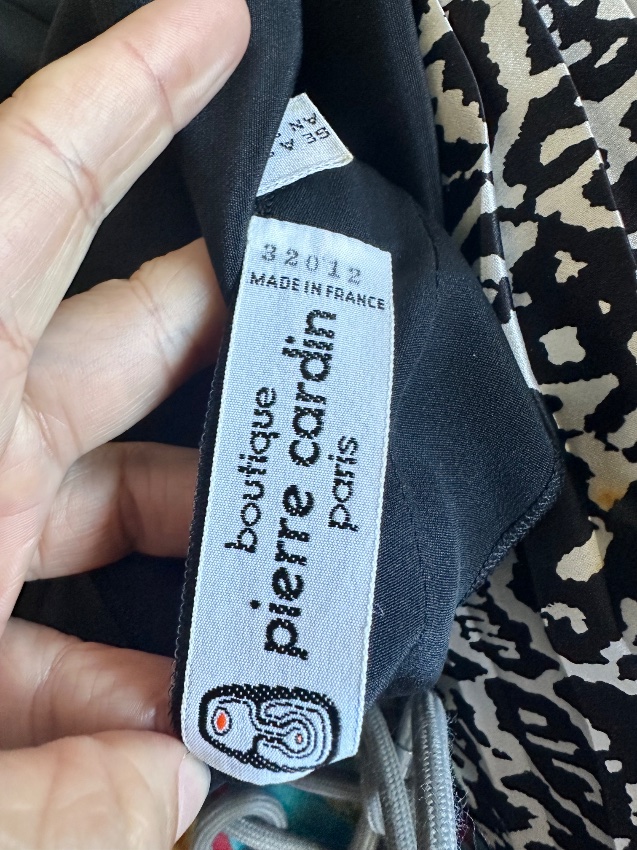 32012
MADE IN FRANCE
boutique
pierre cardin
paris